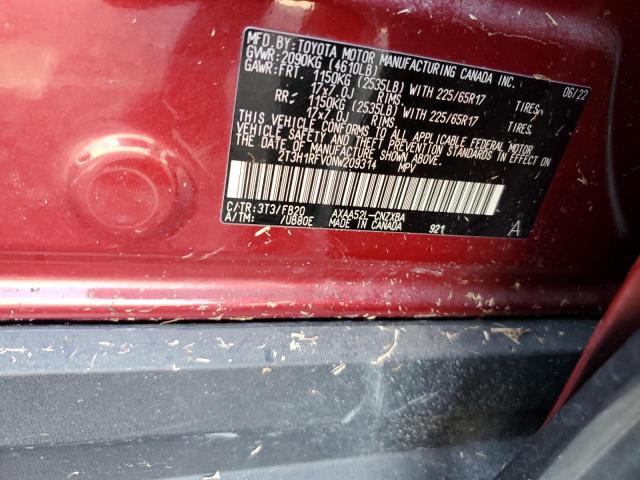 MFD. BY: TOYOTA MOTOR MANUFACTURING CANADA INC.
GVWR: 2090KG (4610LB) 06/22
GAWR: FRT. 1150KG (2535LB) WITH 225/65R17 TIRES,
17x7.0J RIMS,
RR: 1150KG (2535LB) WITH 225/65R17 TIRES,
17x7.0J RIMS,
THIS VEHICLE CONFORMS TO ALL APPLICABLE FEDERAL MOTOR
VEHICLE SAFETY AND THEFT PREVENTION STANDARDS IN EFFECT ON
THE DATE OF MANUFACTURE SHOWN ABOVE.
2T3H1RFV0NW209314 MPV
C/TR: 3T3/FB20 AXAA52L-CNZXBA
A/TM: /UB80E MADE IN CANADA 921 A